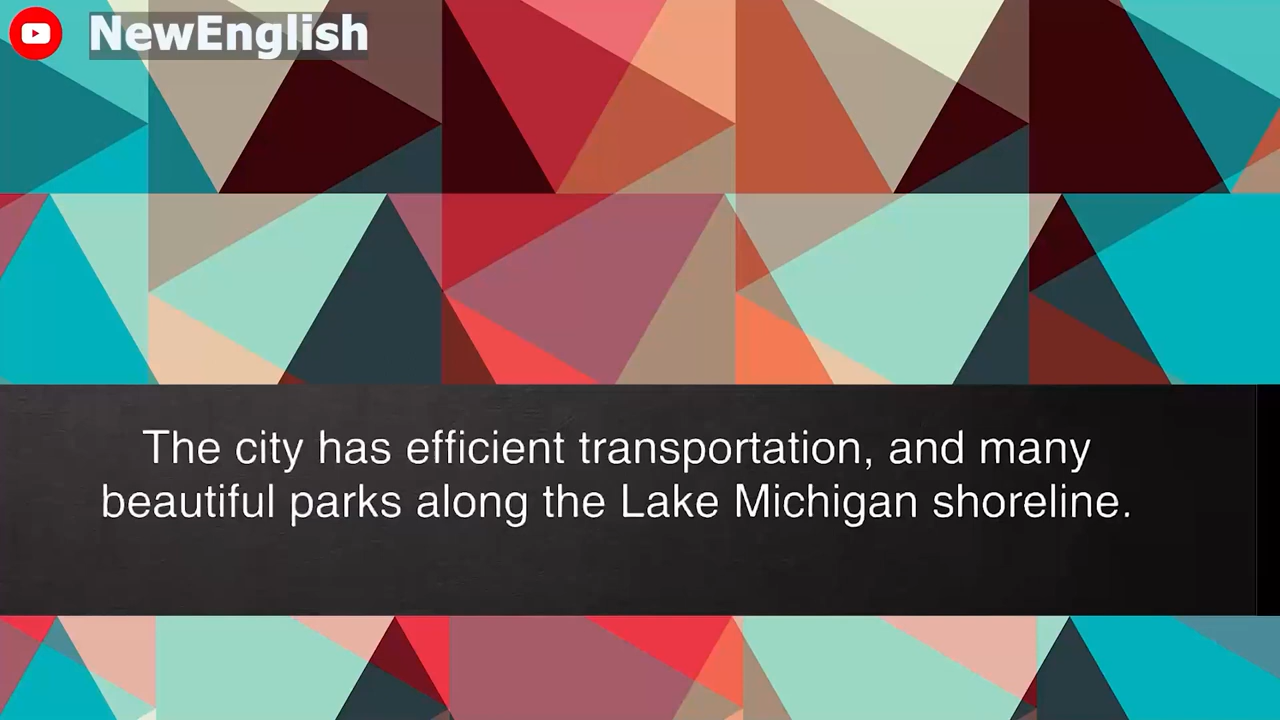 NewEnglish
The city has efficient transportation, and many
beautiful parks along the Lake Michigan shoreline.